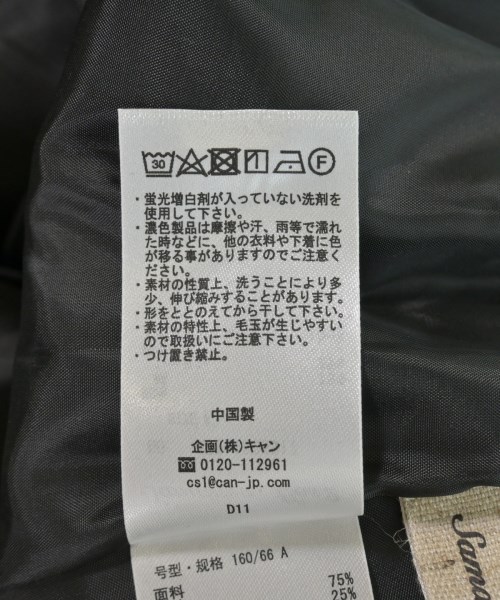 30 F
・蛍光増白剤が入っていない洗剤を
使用して下さい。
・濃色製品は摩擦や汗、雨等で濡れ
た時などに、他の衣料や下着に色
が移る事がありますのでご注意くだ
さい。
・素材の性質上、洗うことにより多
少、伸び縮みすることがあります。
・形をととのえてから干して下さい。
・素材の特性上、毛玉が生じやすい
ので取扱いにご注意下さい。
・つけ置き禁止。
中国製
企画(株)キャン
0120-112961
cs1@can-jp.com
D11
号型・规格 160/66 A
75%
面料 25%